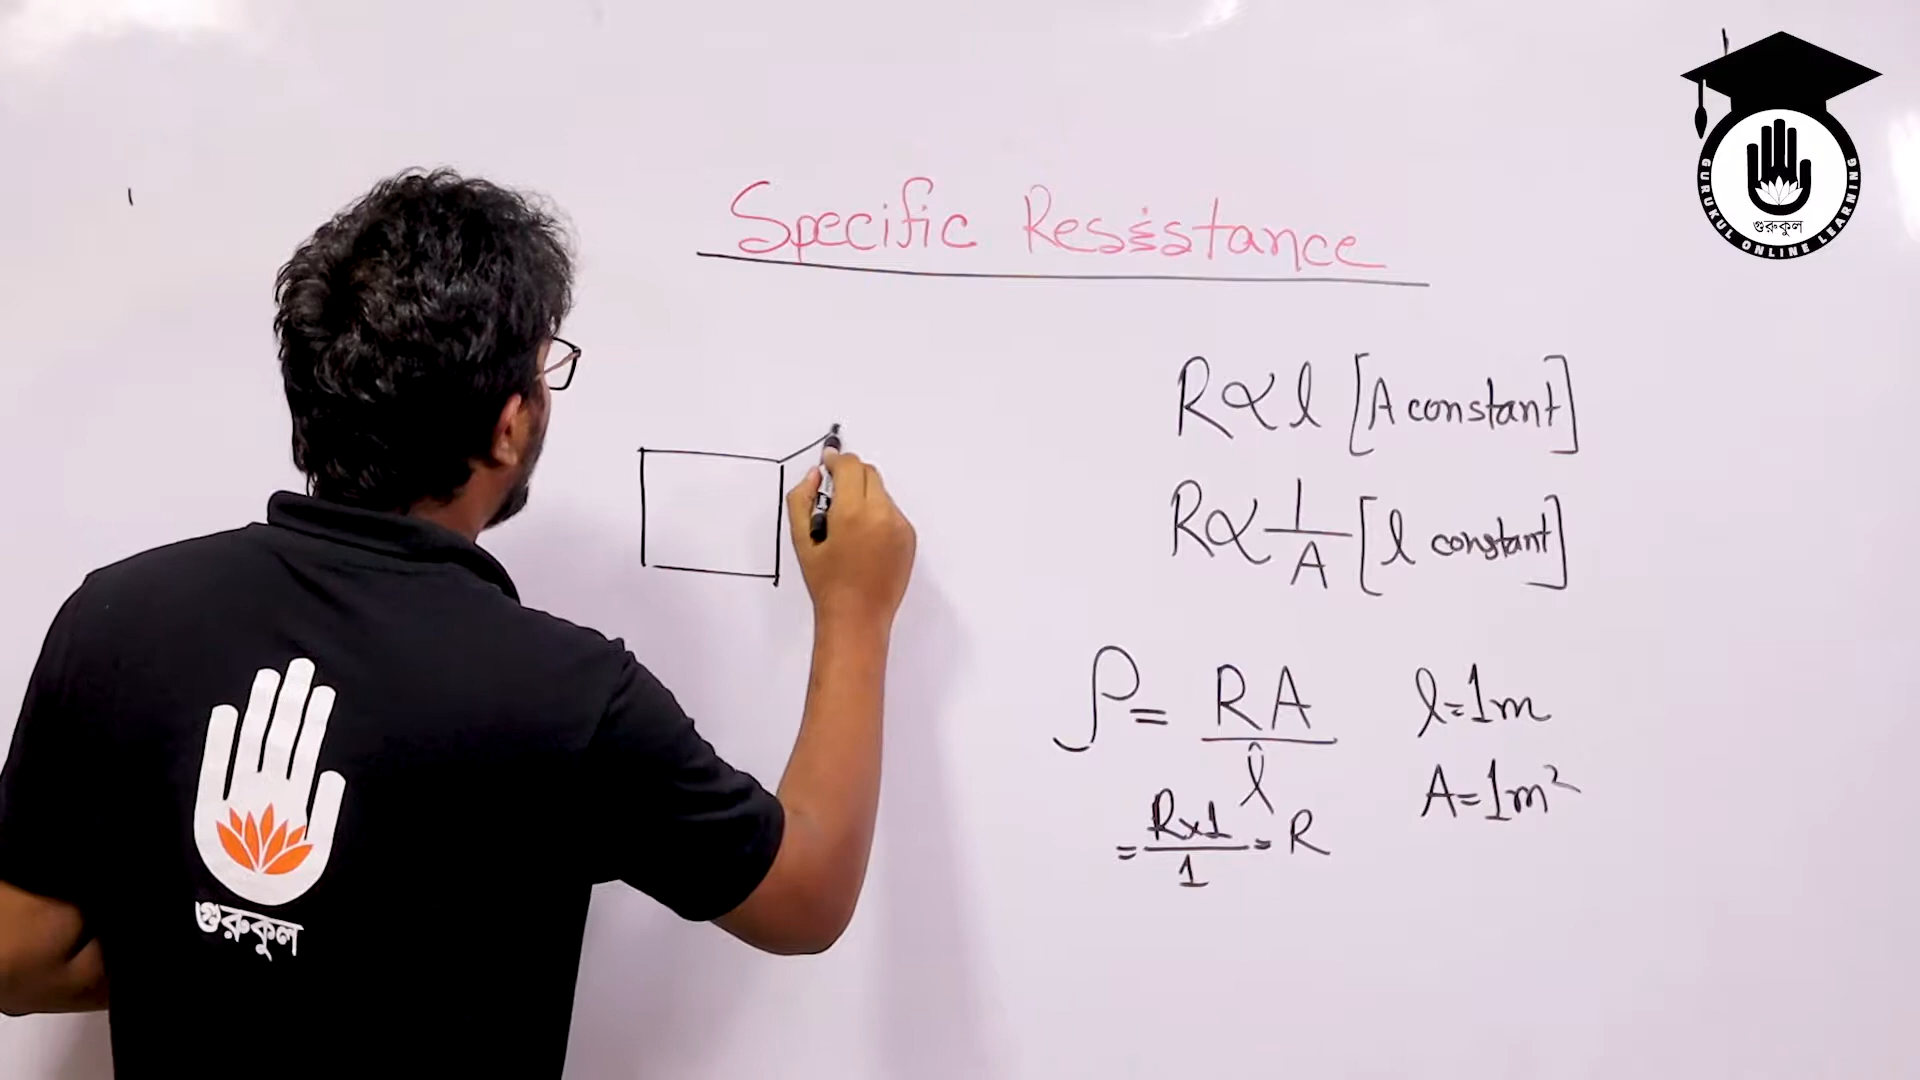 GURUKUL ONLINE LEARNING
গুরুকুল
Specific Resistance
R∝l [A constant]
R∝1/A [l constant]
ρ= RA/l
l=1m
A=1m²
= R×1/1 = R
গুরুকুল